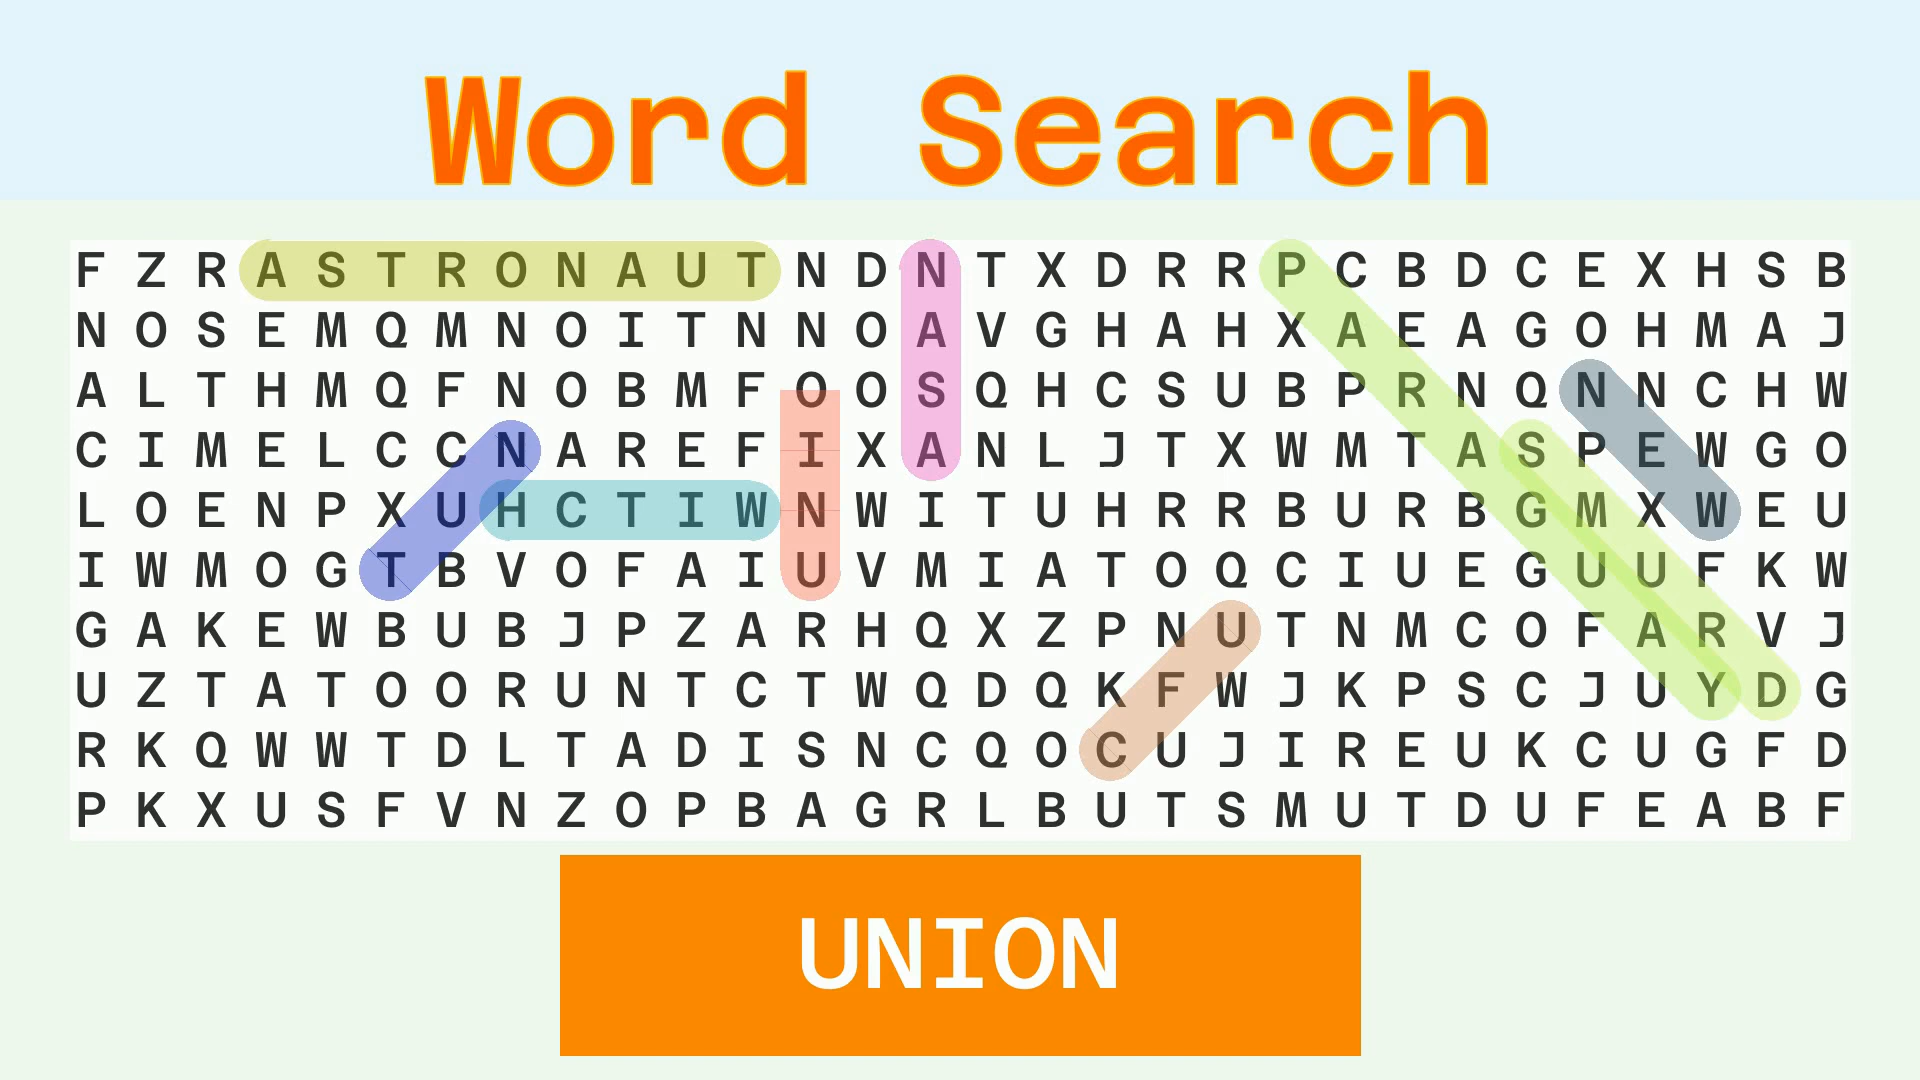 Word Search
F Z R A S T R O N A U T N D N T X D R R P C B D C E X H S B
N O S E M Q M N O I T N N O A V G H A H X A E A G O H M A J
A L T H M Q F N O B M F O O S Q H C S U B P R N Q N N C H W
C I M E L C C N A R E F I X A N L J T X W M T A S P E W G O
L O E N P X U H C T I W N W I T U H R R B U R B G M X W E U
I W M O G T B V O F A I U V M I A T O Q C I U E G U U F K W
G A K E W B U B J P Z A R H Q X Z P N U T N M C O F A R V J
U Z T A T O O R U N T C T W Q D Q K F W J K P S C J U Y D G
R K Q W W T D L T A D I S N C Q O C U J I R E U K C U G F D
P K X U S F V N Z O P B A G R L B U T S M U T D U F E A B F
UNION